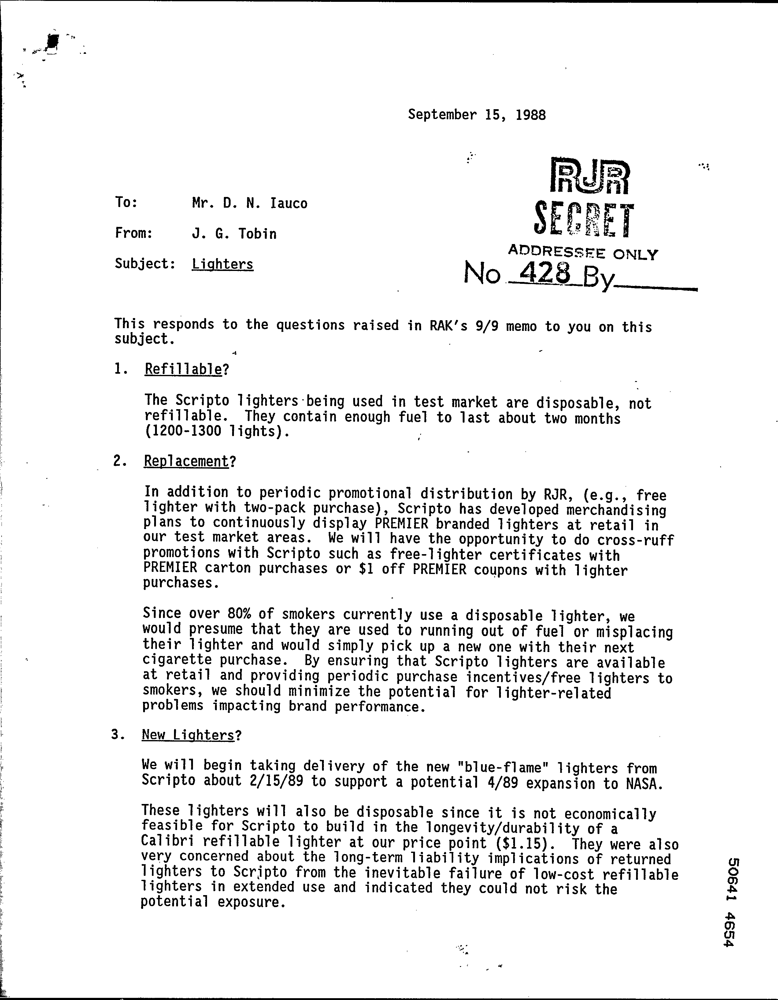 September 15, 1988
RJR
SECRET
ADDRESSEE ONLY
No 428 By
To: Mr. D. N. Iauco
From: J. G. Tobin
Subject: Lighters
This responds to the questions raised in RAK's 9/9 memo to you on this
subject.
1. Refillable?
The Scripto lighters being used in test market are disposable, not
refillable. They contain enough fuel to last about two months
(1200-1300 lights).
2. Replacement?
In addition to periodic promotional distribution by RJR, (e.g., free
lighter with two-pack purchase), Scripto has developed merchandising
plans to continuously display PREMIER branded lighters at retail in
our test market areas. We will have the opportunity to do cross-ruff
promotions with Scripto such as free-lighter certificates with
PREMIER carton purchases or $1 off PREMIER coupons with lighter
purchases.
Since over 80% of smokers currently use a disposable lighter, we
would presume that they are used to running out of fuel or misplacing
their lighter and would simply pick up a new one with their next
cigarette purchase. By ensuring that Scripto lighters are available
at retail and providing periodic purchase incentives/free lighters to
smokers, we should minimize the potential for lighter-related
problems impacting brand performance.
3. New Lighters?
We will begin taking delivery of the new "blue-flame" lighters from
Scripto about 2/15/89 to support a potential 4/89 expansion to NASA.
These lighters will also be disposable since it is not economically
feasible for Scripto to build in the longevity/durability of a
Calibri refillable lighter at our price point ($1.15). They were also
very concerned about the long-term liability implications of returned
lighters to Scripto from the inevitable failure of low-cost refillable
lighters in extended use and indicated they could not risk the
potential exposure.
50641 4654